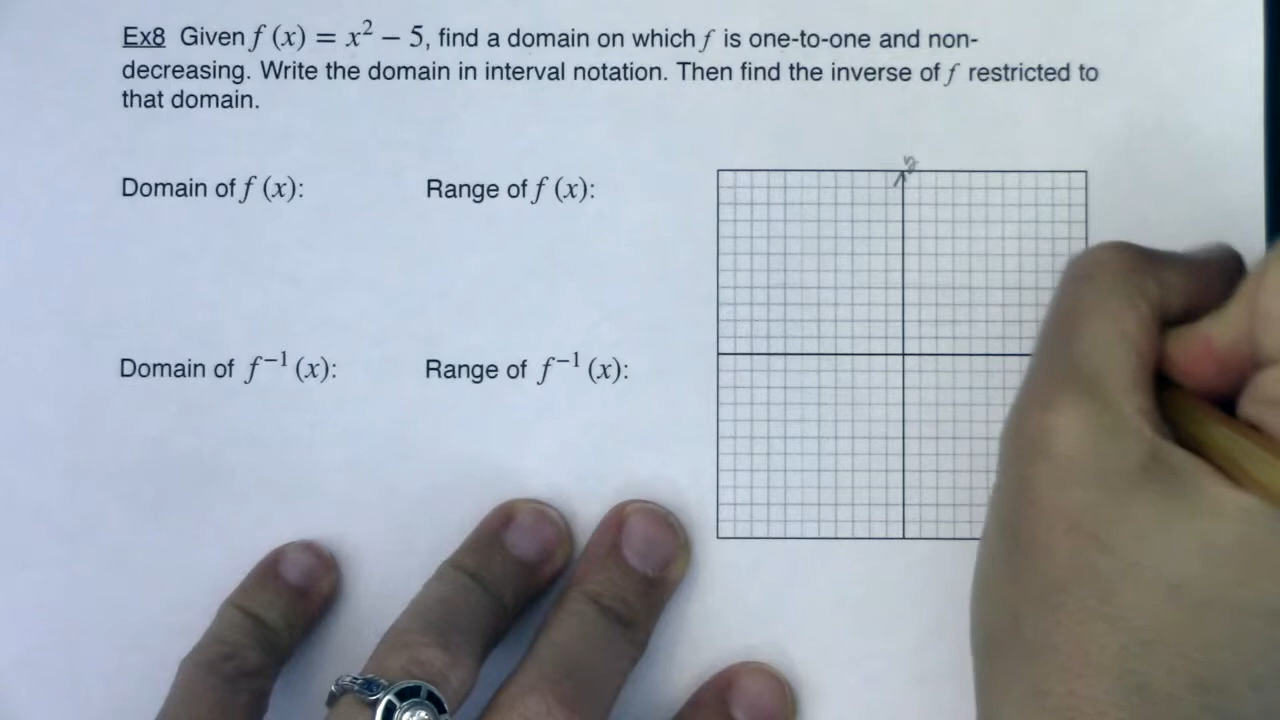 Ex8 Given f (x) = x² − 5, find a domain on which f is one-to-one and non-
decreasing. Write the domain in interval notation. Then find the inverse of f restricted to
that domain.
y
Domain of f (x): Range of f (x):
Domain of f⁻¹ (x): Range of f⁻¹ (x):